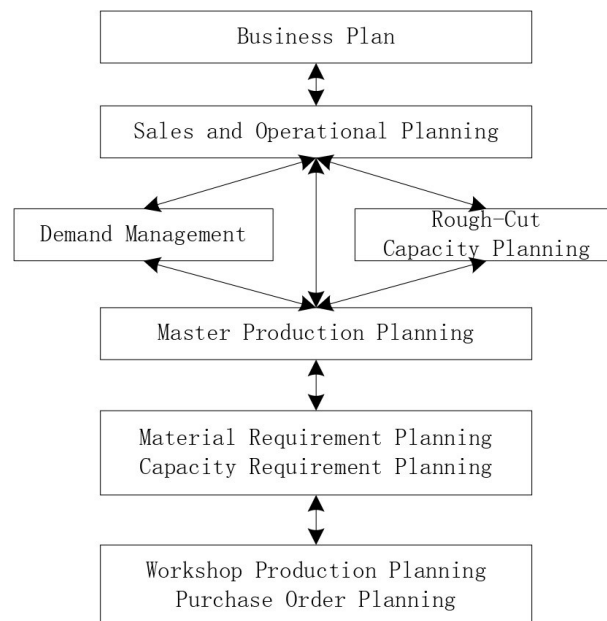 Business Plan
Sales and Operational Planning
Demand Management
Rough-Cut
Capacity Planning
Master Production Planning
Material Requirement Planning
Capacity Requirement Planning
Workshop Production Planning
Purchase Order Planning